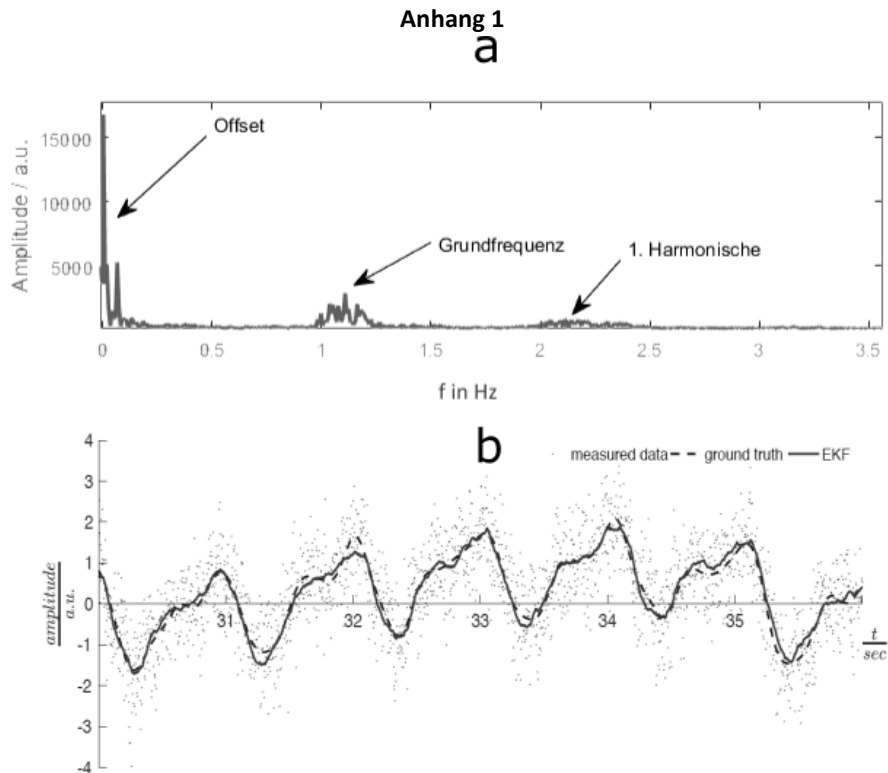 Anhang 1
a
Amplitude / a.u.
15000
10000
5000
Offset
Grundfrequenz
1. Harmonische
0 0.5 1 1.5 2 2.5 3 3.5
f in Hz
b
measured data ground truth EKF
amplitude
a.u.
4
3
2
1
0
-1
-2
-3
-4
31 32 33 34 35
t
sec